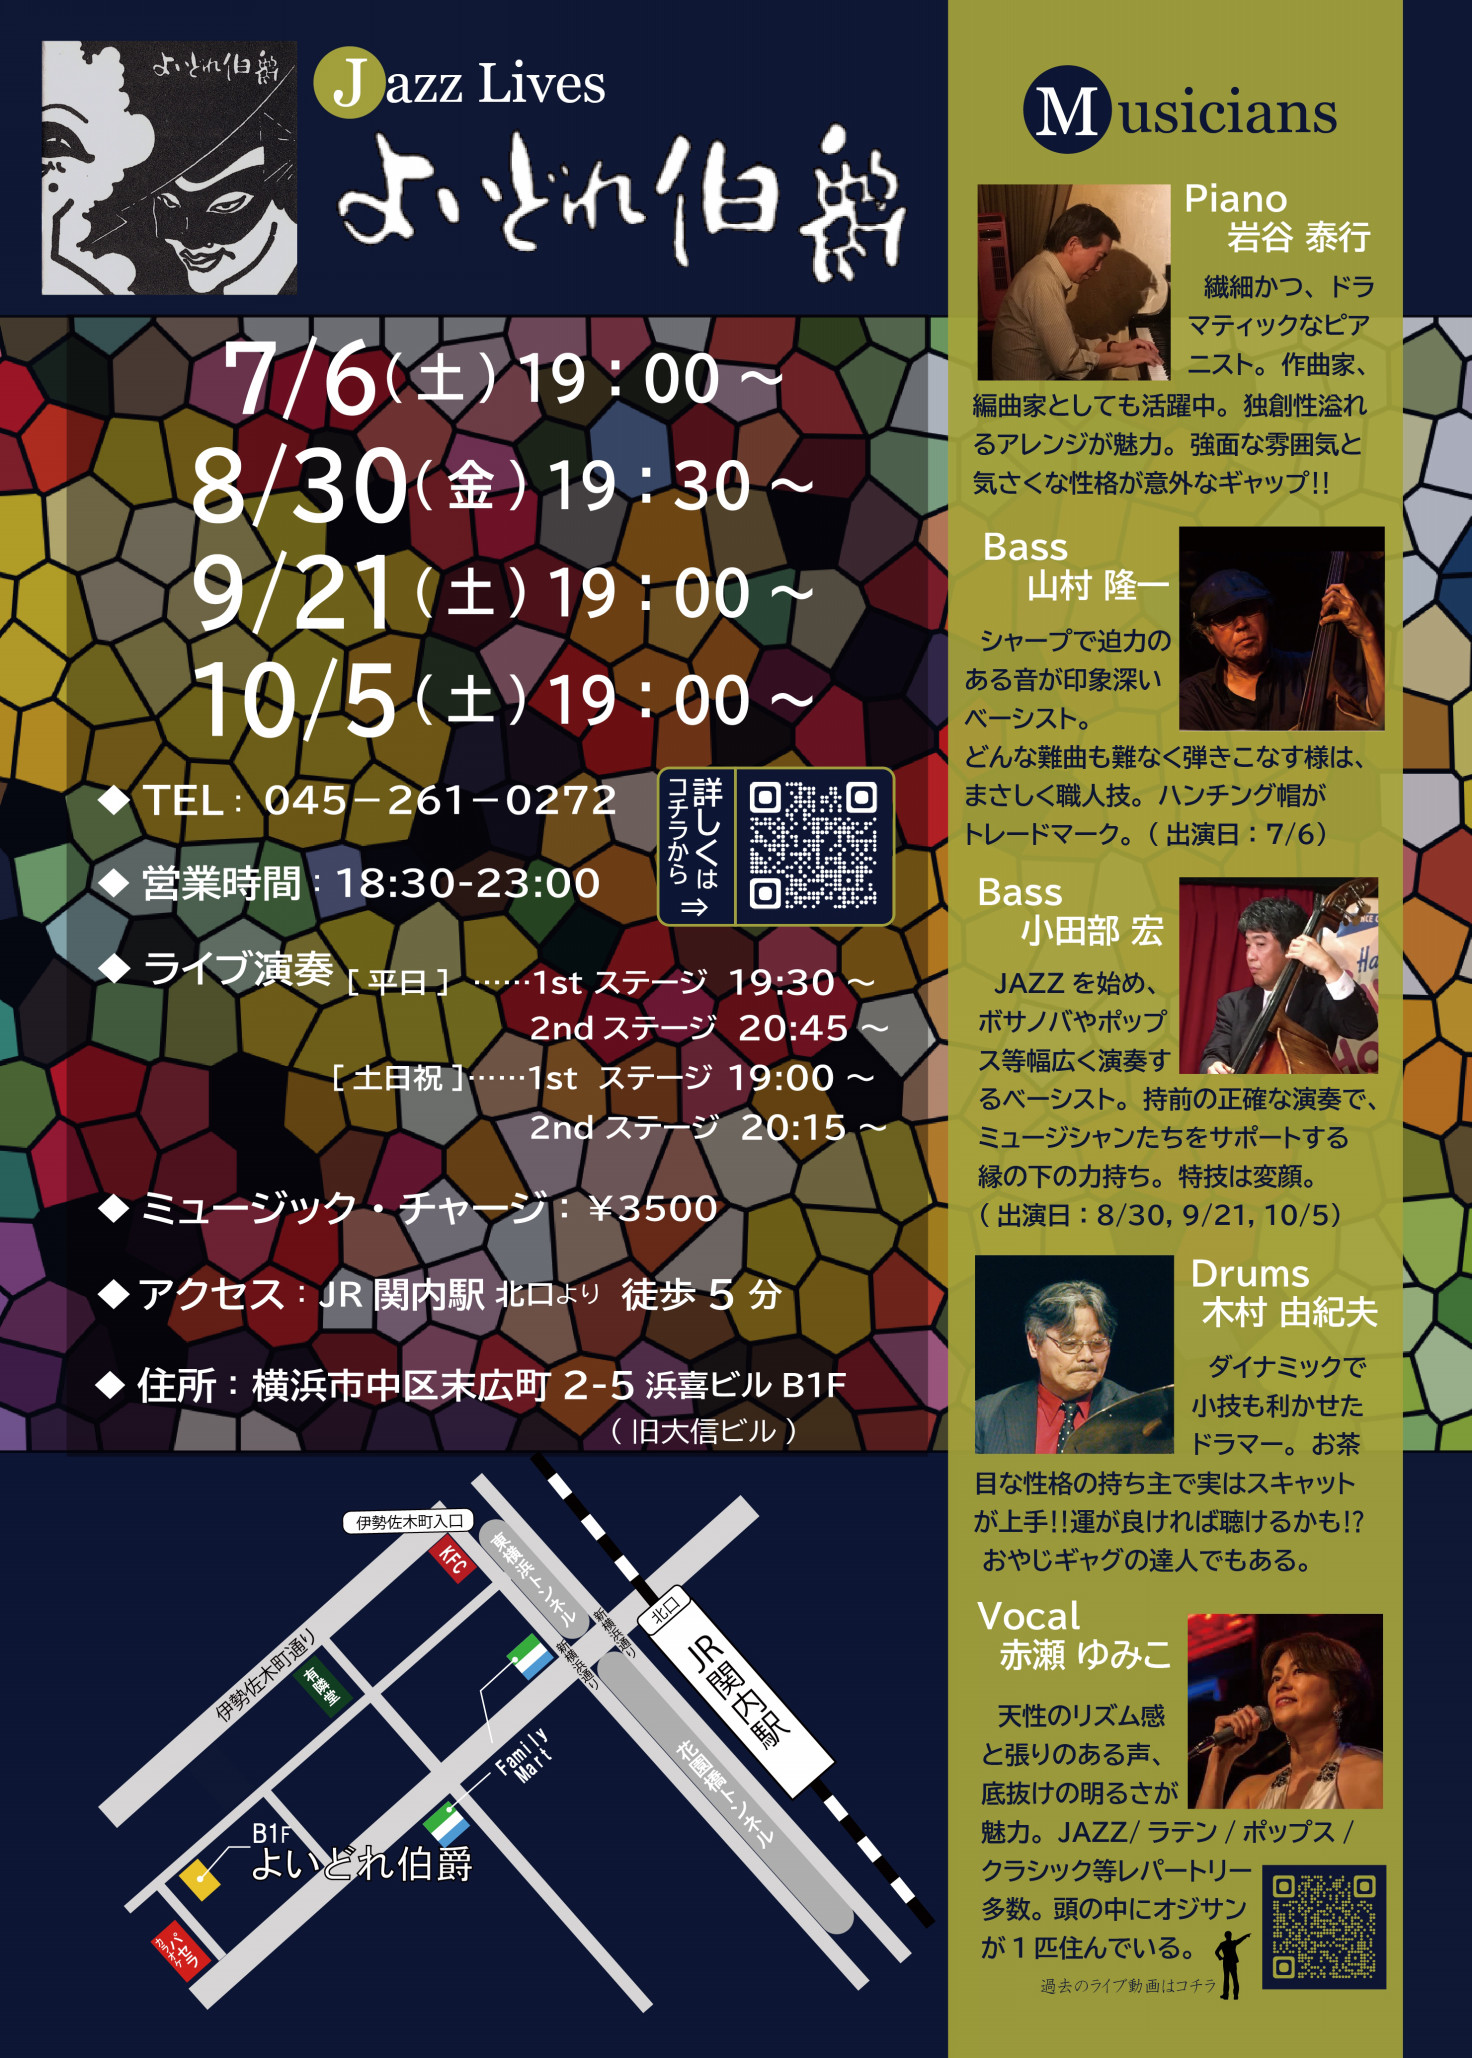 よいどれ伯爵
Jazz Lives
よいどれ伯爵
7/6(土)19:00~
8/30(金)19:30~
9/21(土)19:00~
10/5(土)19:00~
◆ TEL: 045-261-0272
◆ 営業時間:18:30-23:00
詳しくは
コチラから
⇒
◆ ライブ演奏 [平日] ……1st ステージ 19:30~
2nd ステージ 20:45~
[土日祝]……1st ステージ 19:00~
2nd ステージ 20:15~
◆ ミュージック・チャージ:¥3500
◆ アクセス:JR 関内駅 北口より 徒歩 5 分
◆ 住所:横浜市中区末広町 2-5 浜喜ビル B1F
(旧大信ビル)
伊勢佐木町入口
KFC
東横浜トンネル
新横浜通り
新横浜通り
北口
JR関内駅
伊勢佐木町通り
有隣堂
Family
Mart
花園橋トンネル
B1F
よいどれ伯爵
カラオケ
パセラ
Musicians
Piano
岩谷 泰行
繊細かつ、ドラ
マティックなピア
ニスト。作曲家、
編曲家としても活躍中。独創性溢れ
るアレンジが魅力。強面な雰囲気と
気さくな性格が意外なギャップ!!
Bass
山村 隆一
シャープで迫力の
ある音が印象深い
ベーシスト。
どんな難曲も難なく弾きこなす様は、
まさしく職人技。ハンチング帽が
トレードマーク。(出演日:7/6)
Bass
小田部 宏
JAZZ を始め、
ボサノバやポップ
ス等幅広く演奏す
るベーシスト。持前の正確な演奏で、
ミュージシャンたちをサポートする
縁の下の力持ち。特技は変顔。
(出演日:8/30, 9/21, 10/5)
Drums
木村 由紀夫
ダイナミックで
小技も利かせた
ドラマー。お茶
目な性格の持ち主で実はスキャット
が上手!!運が良ければ聴けるかも!?
おやじギャグの達人でもある。
Vocal
赤瀬 ゆみこ
天性のリズム感
と張りのある声、
底抜けの明るさが
魅力。JAZZ/ ラテン / ポップス /
クラシック等レパートリー
多数。頭の中にオジサン
が 1 匹住んでいる。
過去のライブ動画はコチラ